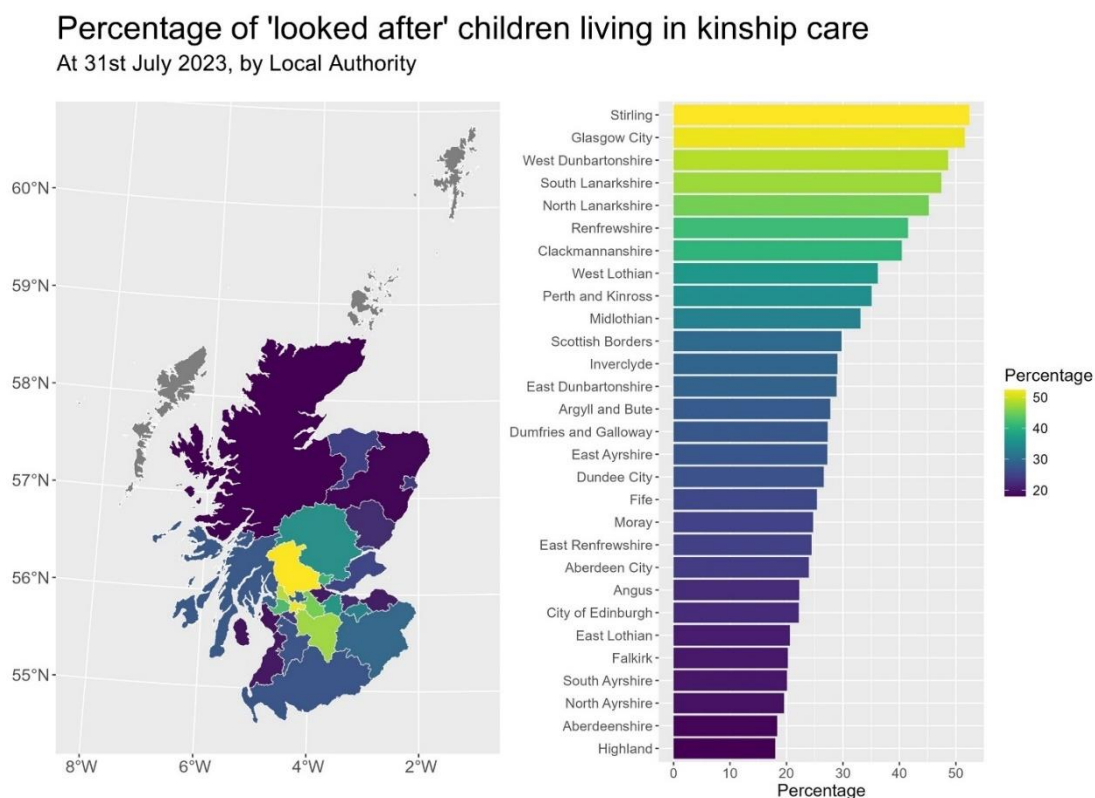 Percentage of 'looked after' children living in kinship care
At 31st July 2023, by Local Authority
60°N
59°N
58°N
57°N
56°N
55°N
8°W
6°W
4°W
2°W
Stirling
Glasgow City
West Dunbartonshire
South Lanarkshire
North Lanarkshire
Renfrewshire
Clackmannanshire
West Lothian
Perth and Kinross
Midlothian
Scottish Borders
Inverclyde
East Dunbartonshire
Argyll and Bute
Dumfries and Galloway
East Ayrshire
Dundee City
Fife
Moray
East Renfrewshire
Aberdeen City
Angus
City of Edinburgh
East Lothian
Falkirk
South Ayrshire
North Ayrshire
Aberdeenshire
Highland
0
10
20
30
40
50
Percentage
Percentage
50
40
30
20